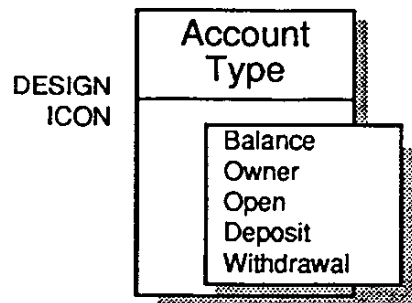 Account
Type
DESIGN
ICON
Balance
Owner
Open
Deposit
Withdrawal